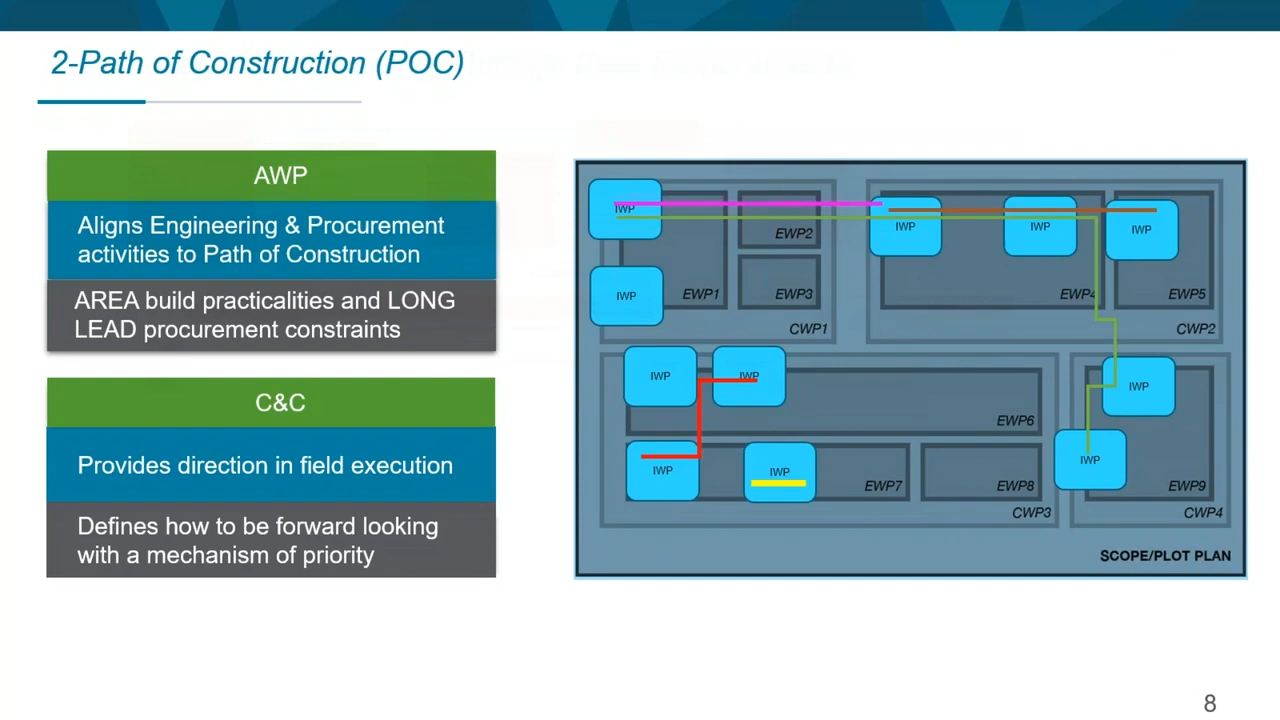 2-Path of Construction (POC)
AWP
Aligns Engineering & Procurement
activities to Path of Construction
AREA build practicalities and LONG
LEAD procurement constraints
C&C
Provides direction in field execution
Defines how to be forward looking
with a mechanism of priority
IWP
IWP
EWP1
EWP2
EWP3
CWP1
IWP
IWP
IWP
EWP4
EWP5
CWP2
IWP
IWP
EWP6
IWP
IWP
EWP7
EWP8
CWP3
IWP
IWP
EWP9
CWP4
SCOPE/PLOT PLAN
8